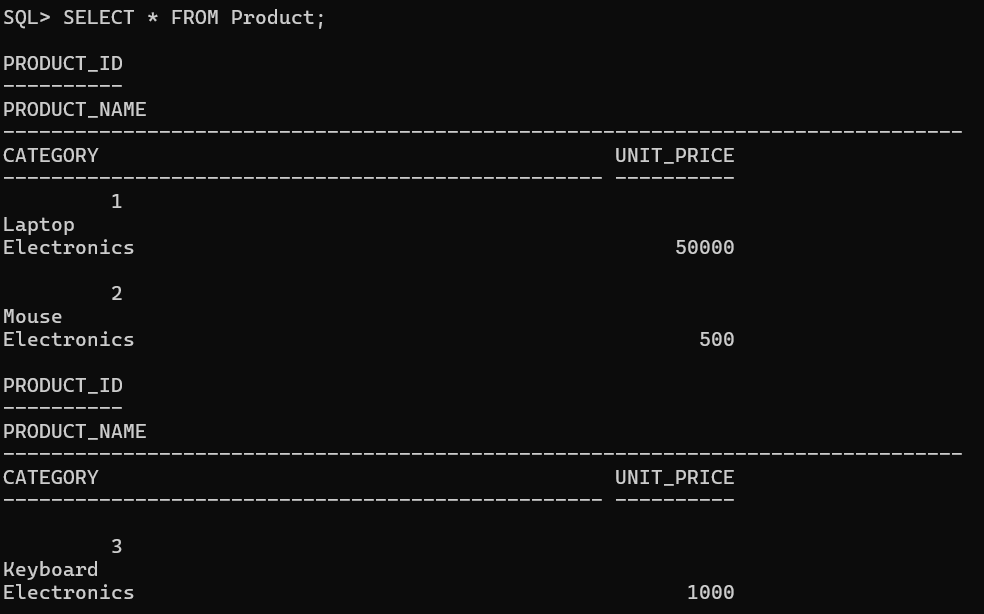 SQL> SELECT * FROM Product;
PRODUCT_ID
----------
PRODUCT_NAME
--------------------------------------------------------------------------------
CATEGORY                                           UNIT_PRICE
-------------------------------------------------- ----------
         1
Laptop
Electronics                                             50000
         2
Mouse
Electronics                                               500
PRODUCT_ID
----------
PRODUCT_NAME
--------------------------------------------------------------------------------
CATEGORY                                           UNIT_PRICE
-------------------------------------------------- ----------
         3
Keyboard
Electronics                                              1000